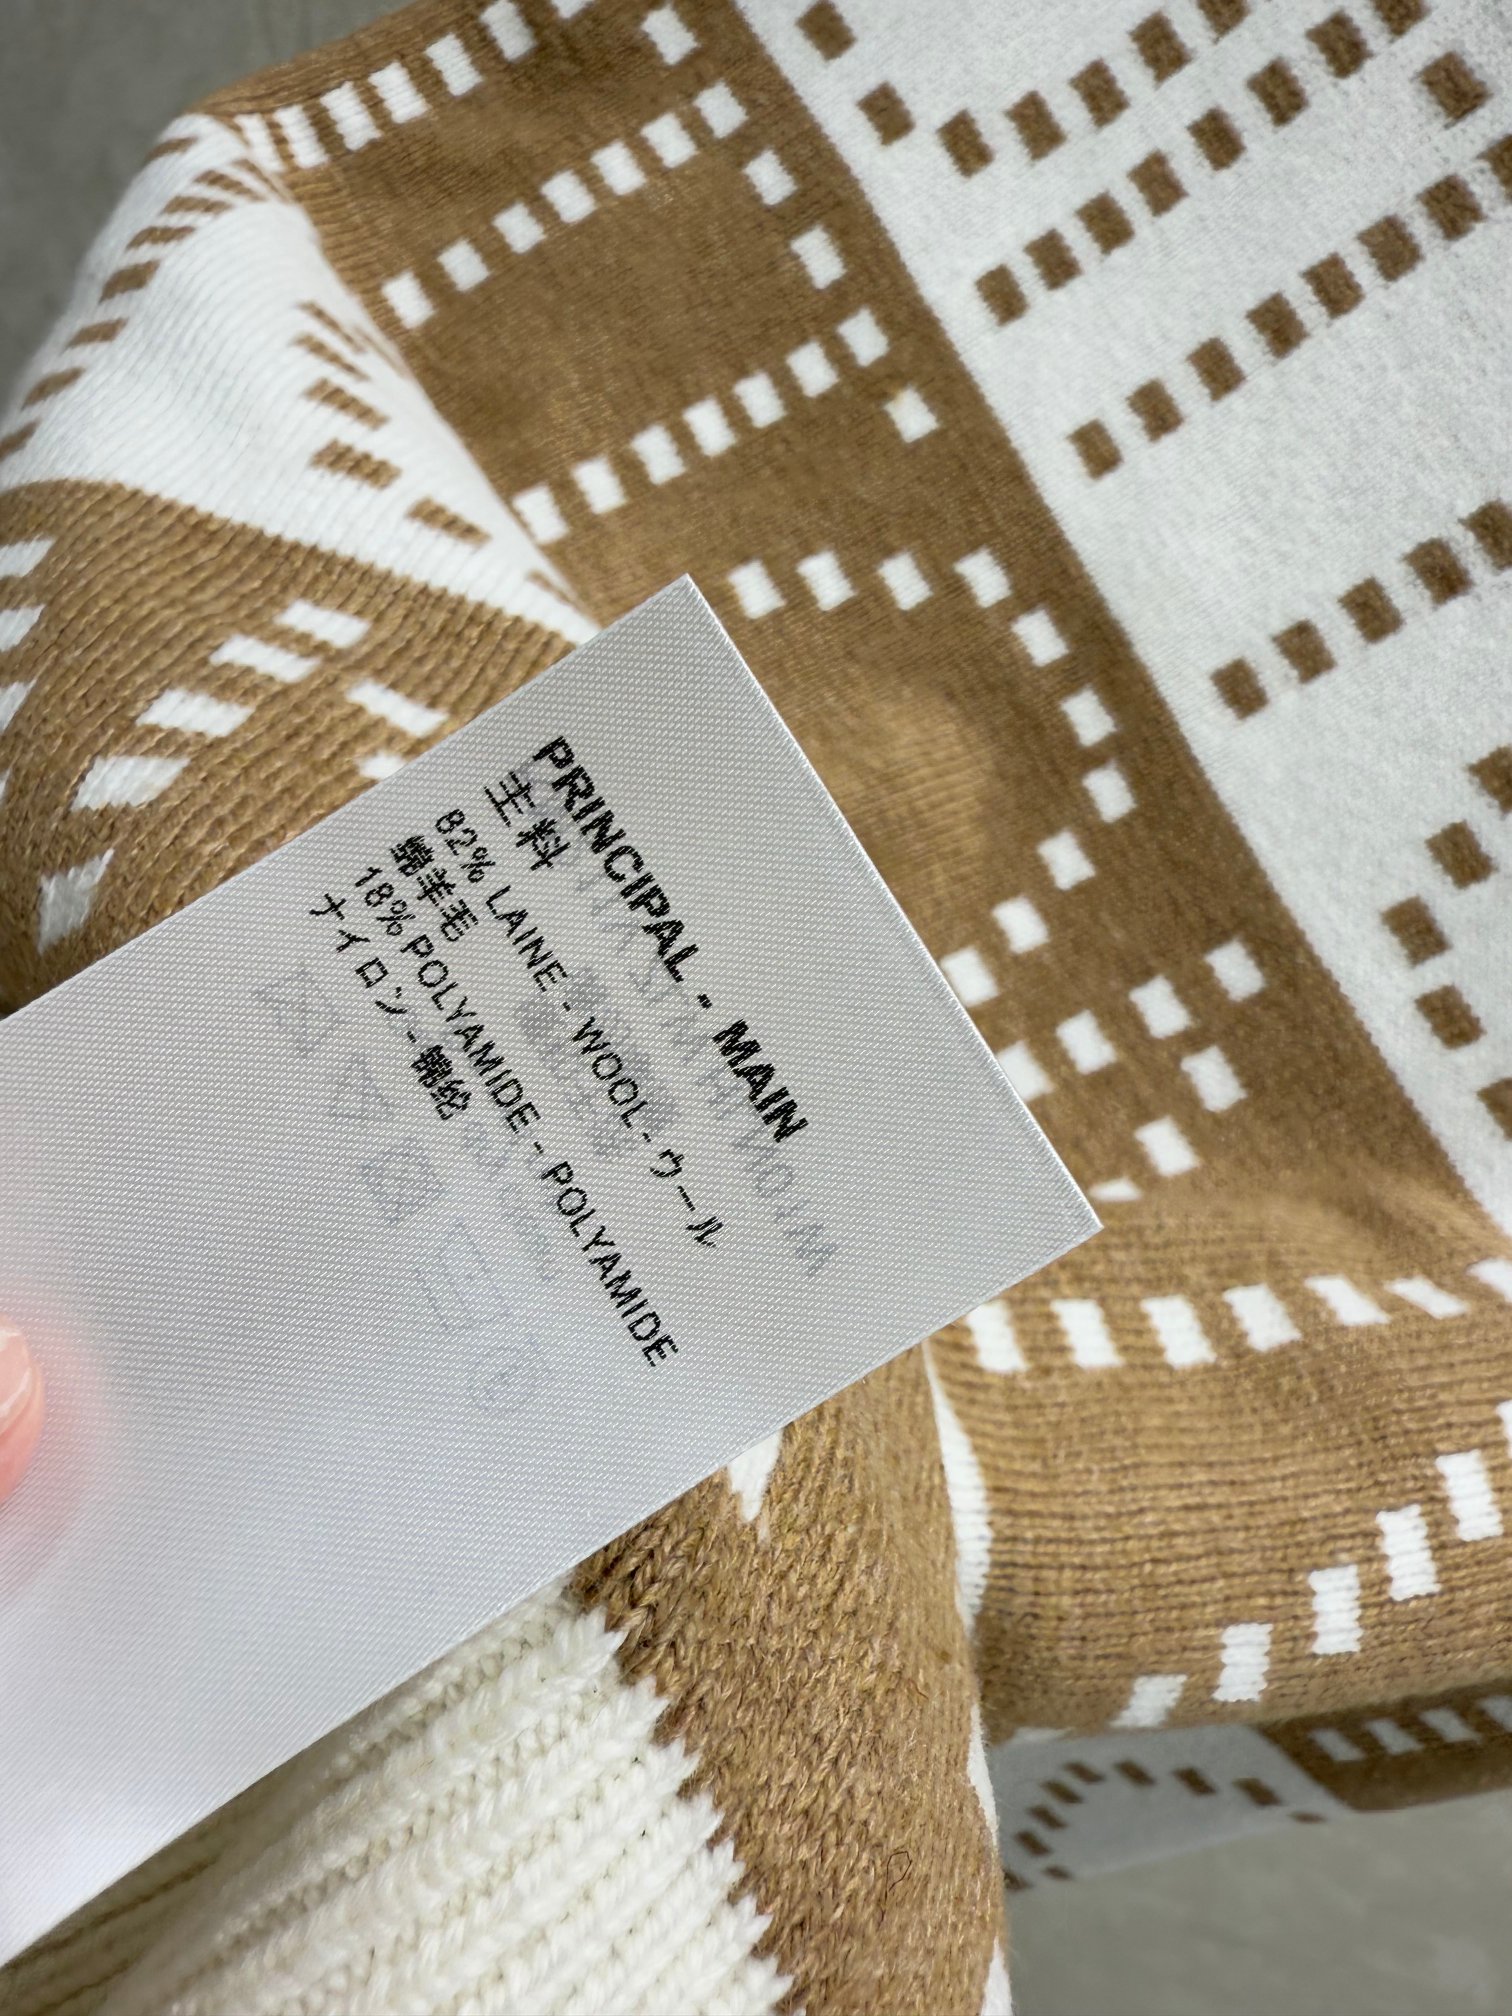 PRINCIPAL - MAIN
主料
82% LAINE - WOOL - ウール
綿羊毛
18% POLYAMIDE - POLYAMIDE
ナイロン - 錦纶